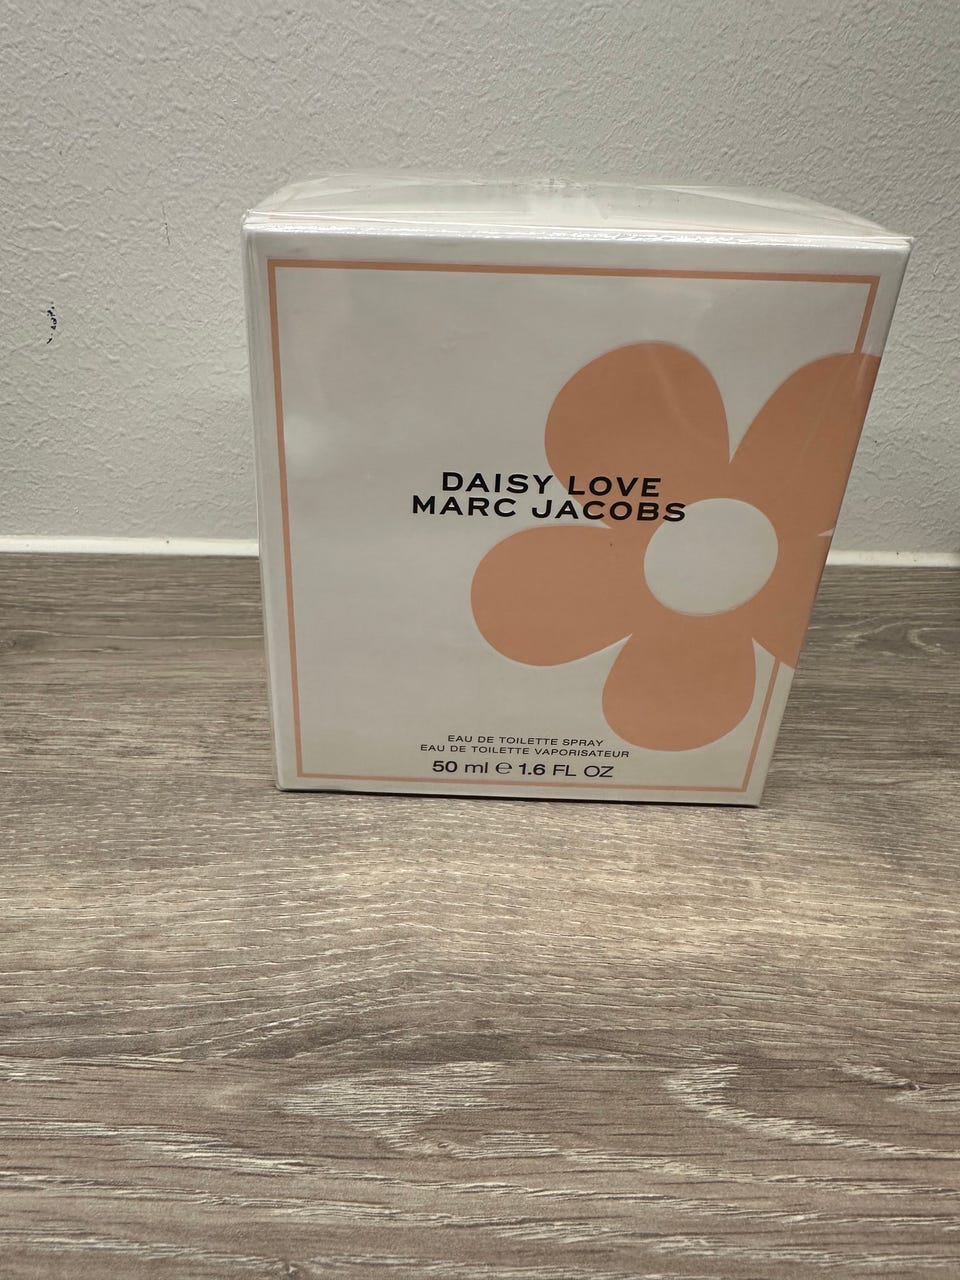 DAISY LOVE
MARC JACOBS
EAU DE TOILETTE SPRAY
EAU DE TOILETTE VAPORISATEUR
50 ml ℮ 1.6 FL OZ